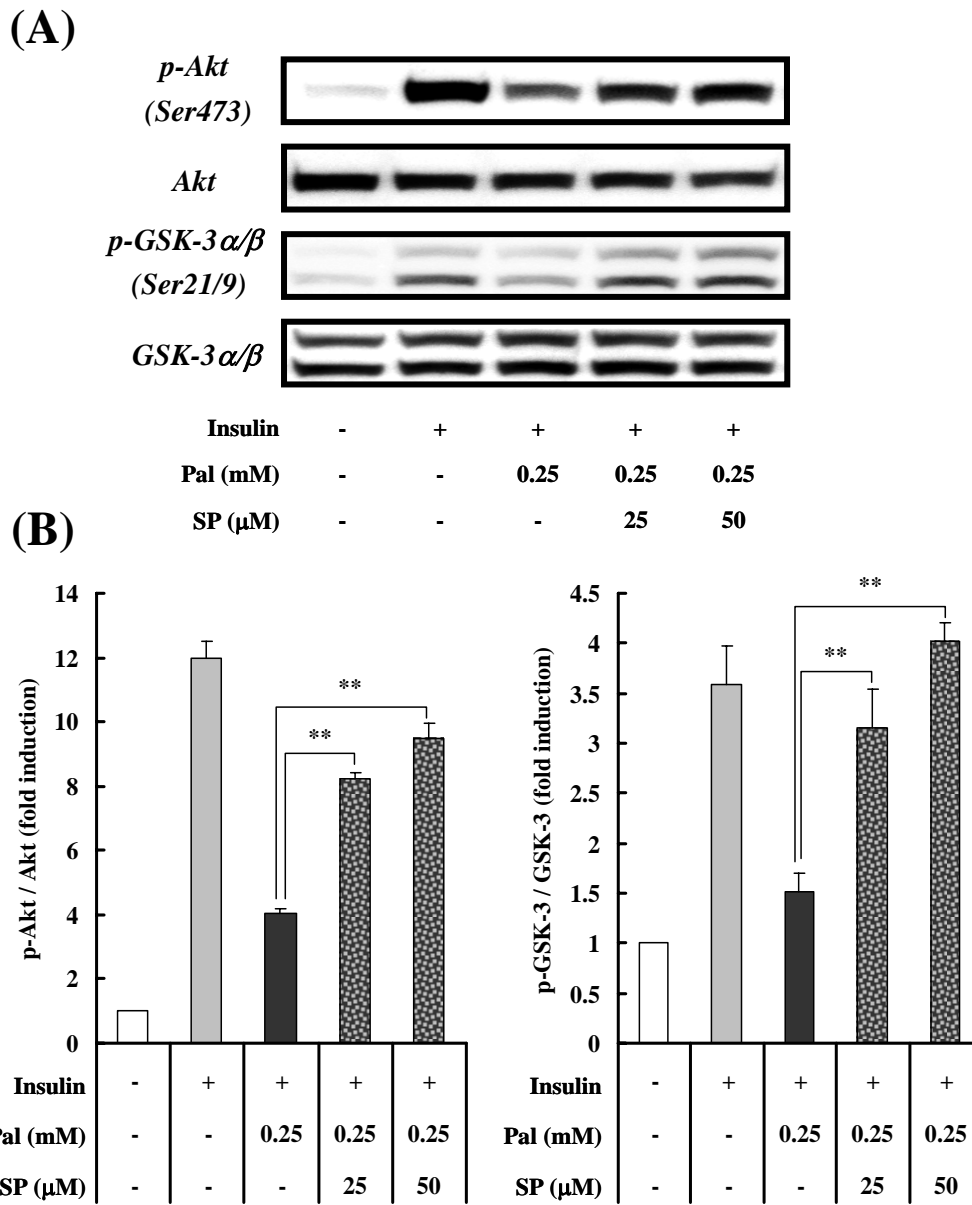 (A)
p-Akt
(Ser473)
Akt
p-GSK-3α/β
(Ser21/9)
GSK-3α/β
Insulin - + + + +
Pal (mM) - - 0.25 0.25 0.25
SP (μM) - - - 25 50
(B)
p-Akt / Akt (fold induction)
14
12
10
8
6
4
2
0
**
**
Insulin - + + + +
Pal (mM) - - 0.25 0.25 0.25
SP (μM) - - - 25 50
p-GSK-3 / GSK-3 (fold induction)
4.5
4
3.5
3
2.5
2
1.5
1
0.5
0
**
**
Insulin - + + + +
Pal (mM) - - 0.25 0.25 0.25
SP (μM) - - - 25 50